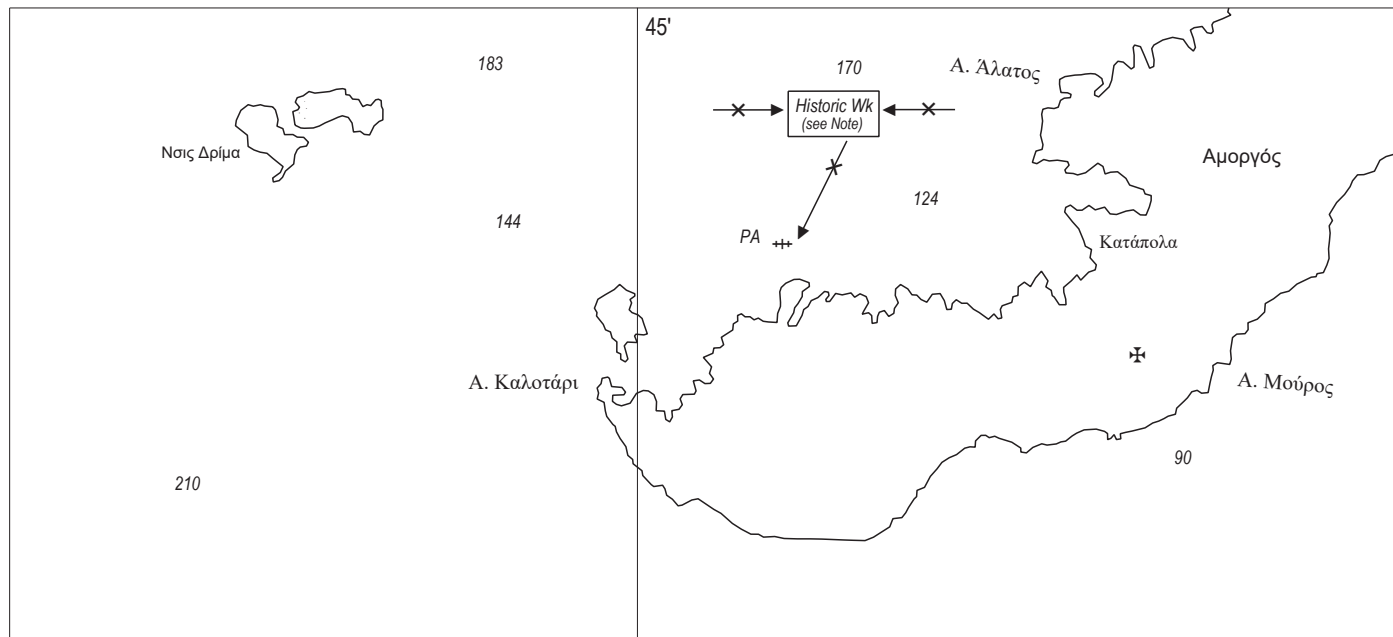 45'
183
170
Α. Άλατος
Historic Wk
(see Note)
Νσις Δρίμα
Αμοργός
124
144
PA
Κατάπολα
Α. Καλοτάρι
Α. Μούρος
90
210